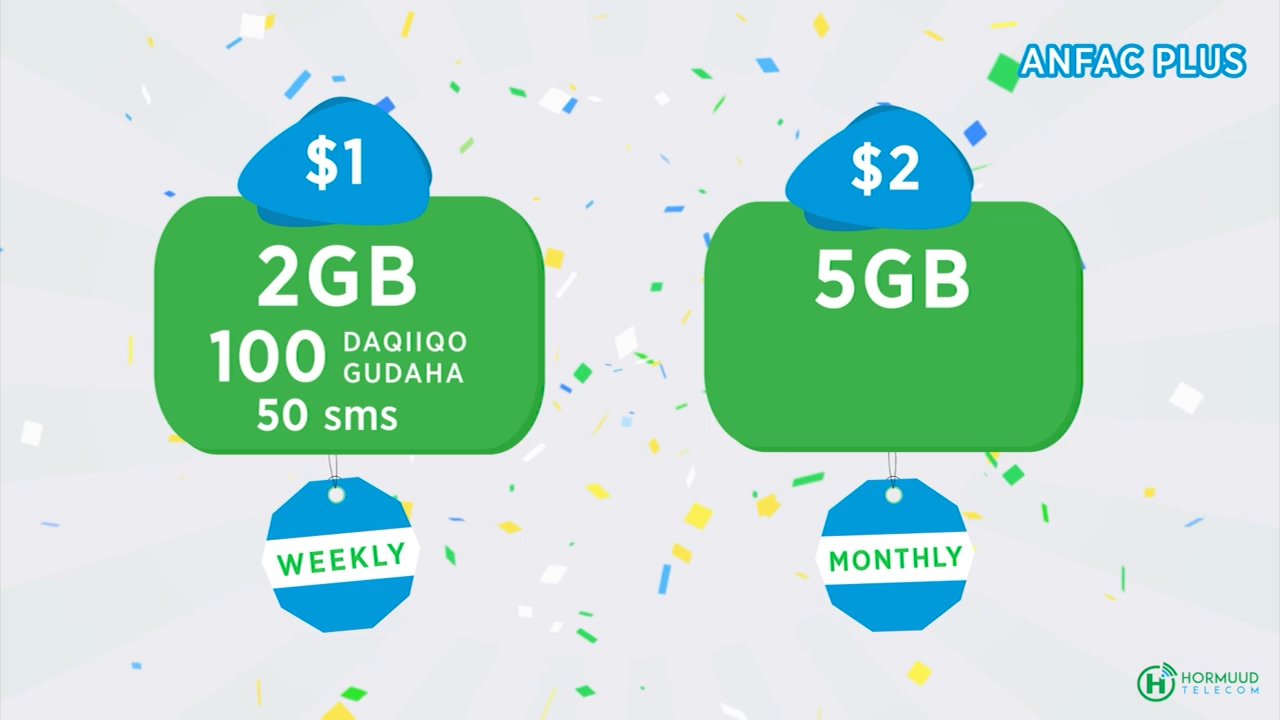 ANFAC PLUS
$1
2GB
100 DAQIIQO
GUDAHA
50 sms
WEEKLY
$2
5GB
MONTHLY
HORMUUD
TELECOM